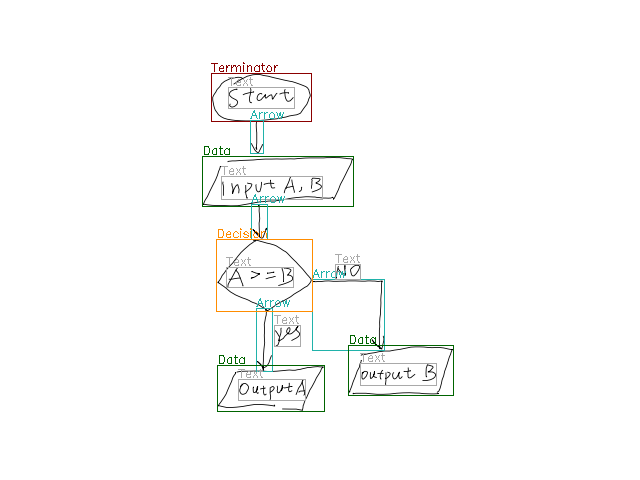 Terminator
Text
Start
Arrow
Data
Text
input A, B
Arrow
Decision
Text
A >= B
Text
NO
Arrow
Arrow
Text
yes
Data
Text
output A
Data
Text
output B